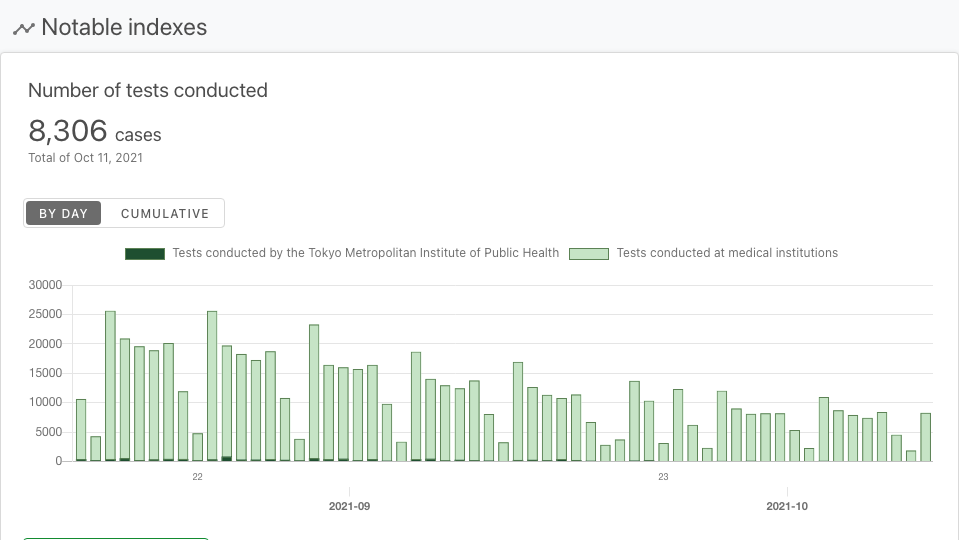 Notable indexes
Number of tests conducted
8,306 cases
Total of Oct 11, 2021
BY DAY CUMULATIVE
Tests conducted by the Tokyo Metropolitan Institute of Public Health Tests conducted at medical institutions
30000
25000
20000
15000
10000
5000
0
22 23
2021-09 2021-10